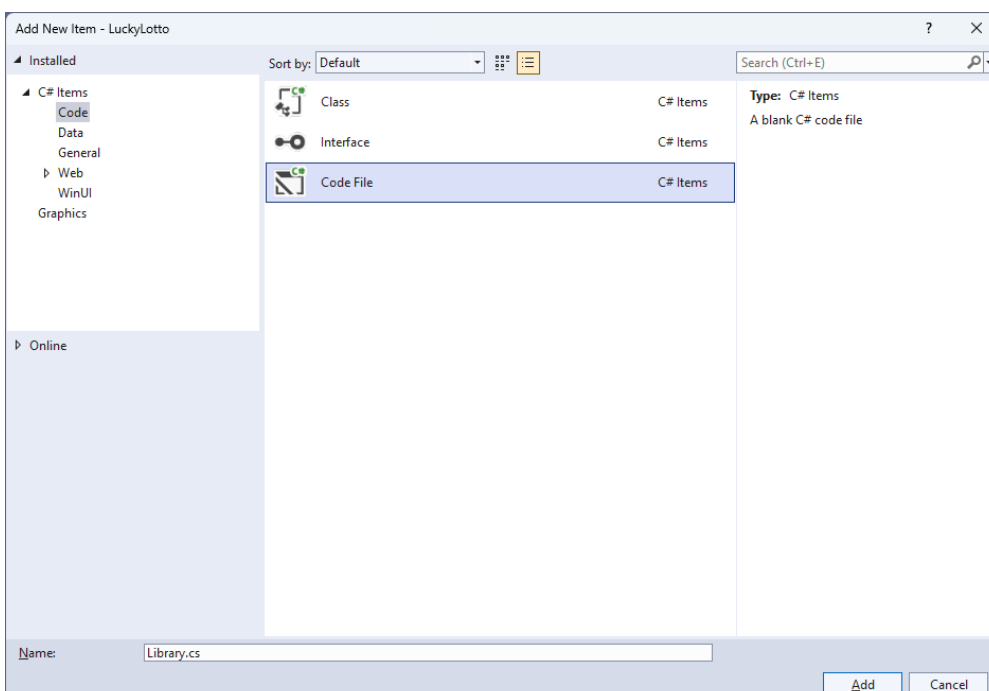 Add New Item - LuckyLotto ?
Installed
Sort by: Default
Search (Ctrl+E)
C# Items
Code
Data
General
Web
WinUI
Graphics
Online
Class C# Items
Interface C# Items
Code File C# Items
Type: C# Items
A blank C# code file
Name: Library.cs
Add Cancel